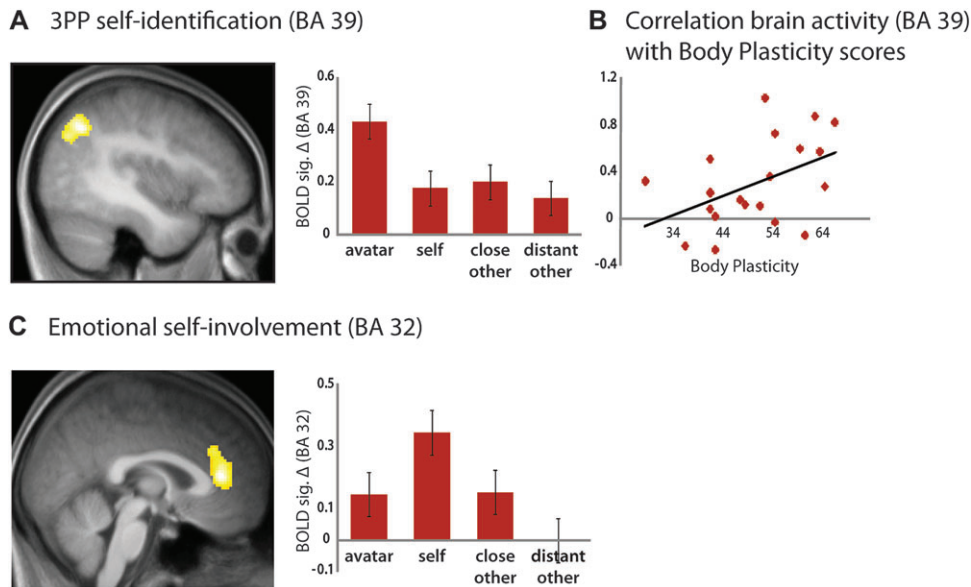 A 3PP self-identification (BA 39)
BOLD sig. Δ (BA 39)
0.6
0.4
0.2
0
avatar
self
close
other
distant
other
B Correlation brain activity (BA 39)
with Body Plasticity scores
1.2
0.8
0.4
0
-0.4
34
44
54
64
Body Plasticity
C Emotional self-involvement (BA 32)
BOLD sig. Δ (BA 32)
0.5
0.3
0.1
0
-0.1
avatar
self
close
other
distant
other